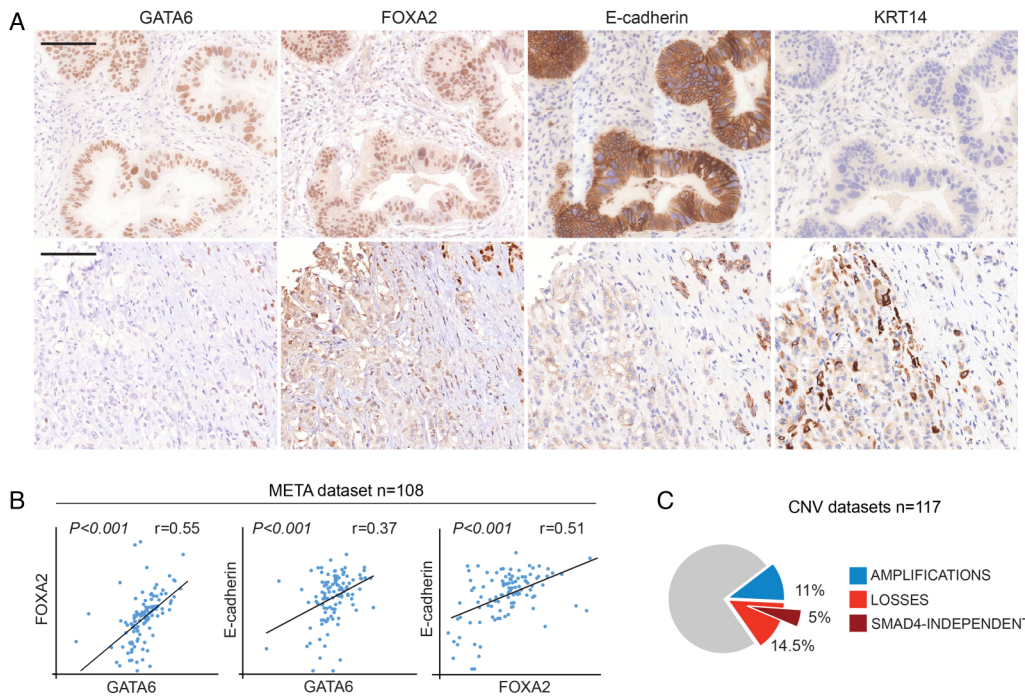 A
GATA6
FOXA2
E-cadherin
KRT14
B
META dataset n=108
P<0.001
r=0.55
FOXA2
GATA6
P<0.001
r=0.37
E-cadherin
GATA6
P<0.001
r=0.51
E-cadherin
FOXA2
C
CNV datasets n=117
11%
5%
14.5%
AMPLIFICATIONS
LOSSES
SMAD4-INDEPENDENT